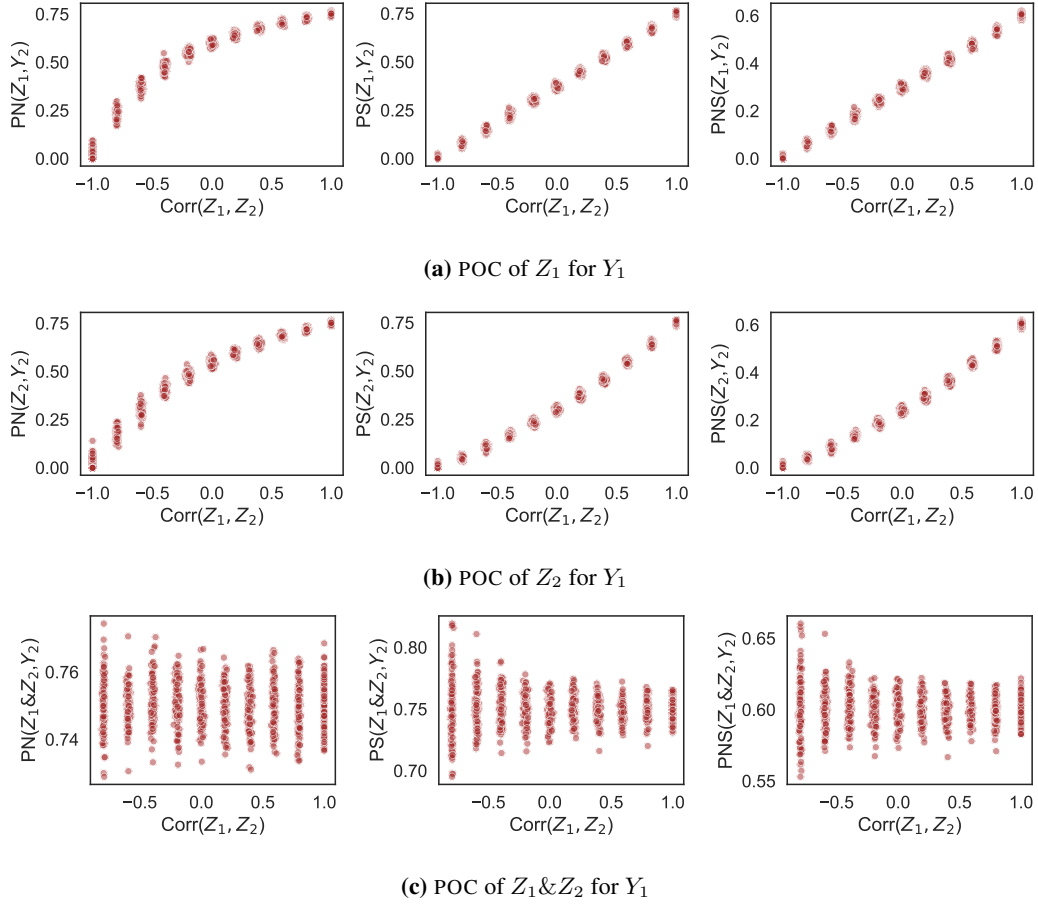 PN(Z₁,Y₂)
0.75
0.50
0.25
0.00
−1.0 −0.5 0.0 0.5 1.0
Corr(Z₁, Z₂)
PS(Z₁,Y₂)
0.75
0.50
0.25
0.00
−1.0 −0.5 0.0 0.5 1.0
Corr(Z₁, Z₂)
PNS(Z₁,Y₂)
0.6
0.4
0.2
0.0
−1.0 −0.5 0.0 0.5 1.0
Corr(Z₁, Z₂)
(a) POC of Z₁ for Y₁
PN(Z₂,Y₂)
0.75
0.50
0.25
0.00
−1.0 −0.5 0.0 0.5 1.0
Corr(Z₁, Z₂)
PS(Z₂,Y₂)
0.75
0.50
0.25
0.00
−1.0 −0.5 0.0 0.5 1.0
Corr(Z₁, Z₂)
PNS(Z₂,Y₂)
0.6
0.4
0.2
0.0
−1.0 −0.5 0.0 0.5 1.0
Corr(Z₁, Z₂)
(b) POC of Z₂ for Y₁
PN(Z₁&Z₂,Y₂)
0.76
0.74
−0.5 0.0 0.5 1.0
Corr(Z₁, Z₂)
PS(Z₁&Z₂,Y₂)
0.80
0.75
0.70
−0.5 0.0 0.5 1.0
Corr(Z₁, Z₂)
PNS(Z₁&Z₂,Y₂)
0.65
0.60
0.55
−0.5 0.0 0.5 1.0
Corr(Z₁, Z₂)
(c) POC of Z₁&Z₂ for Y₁